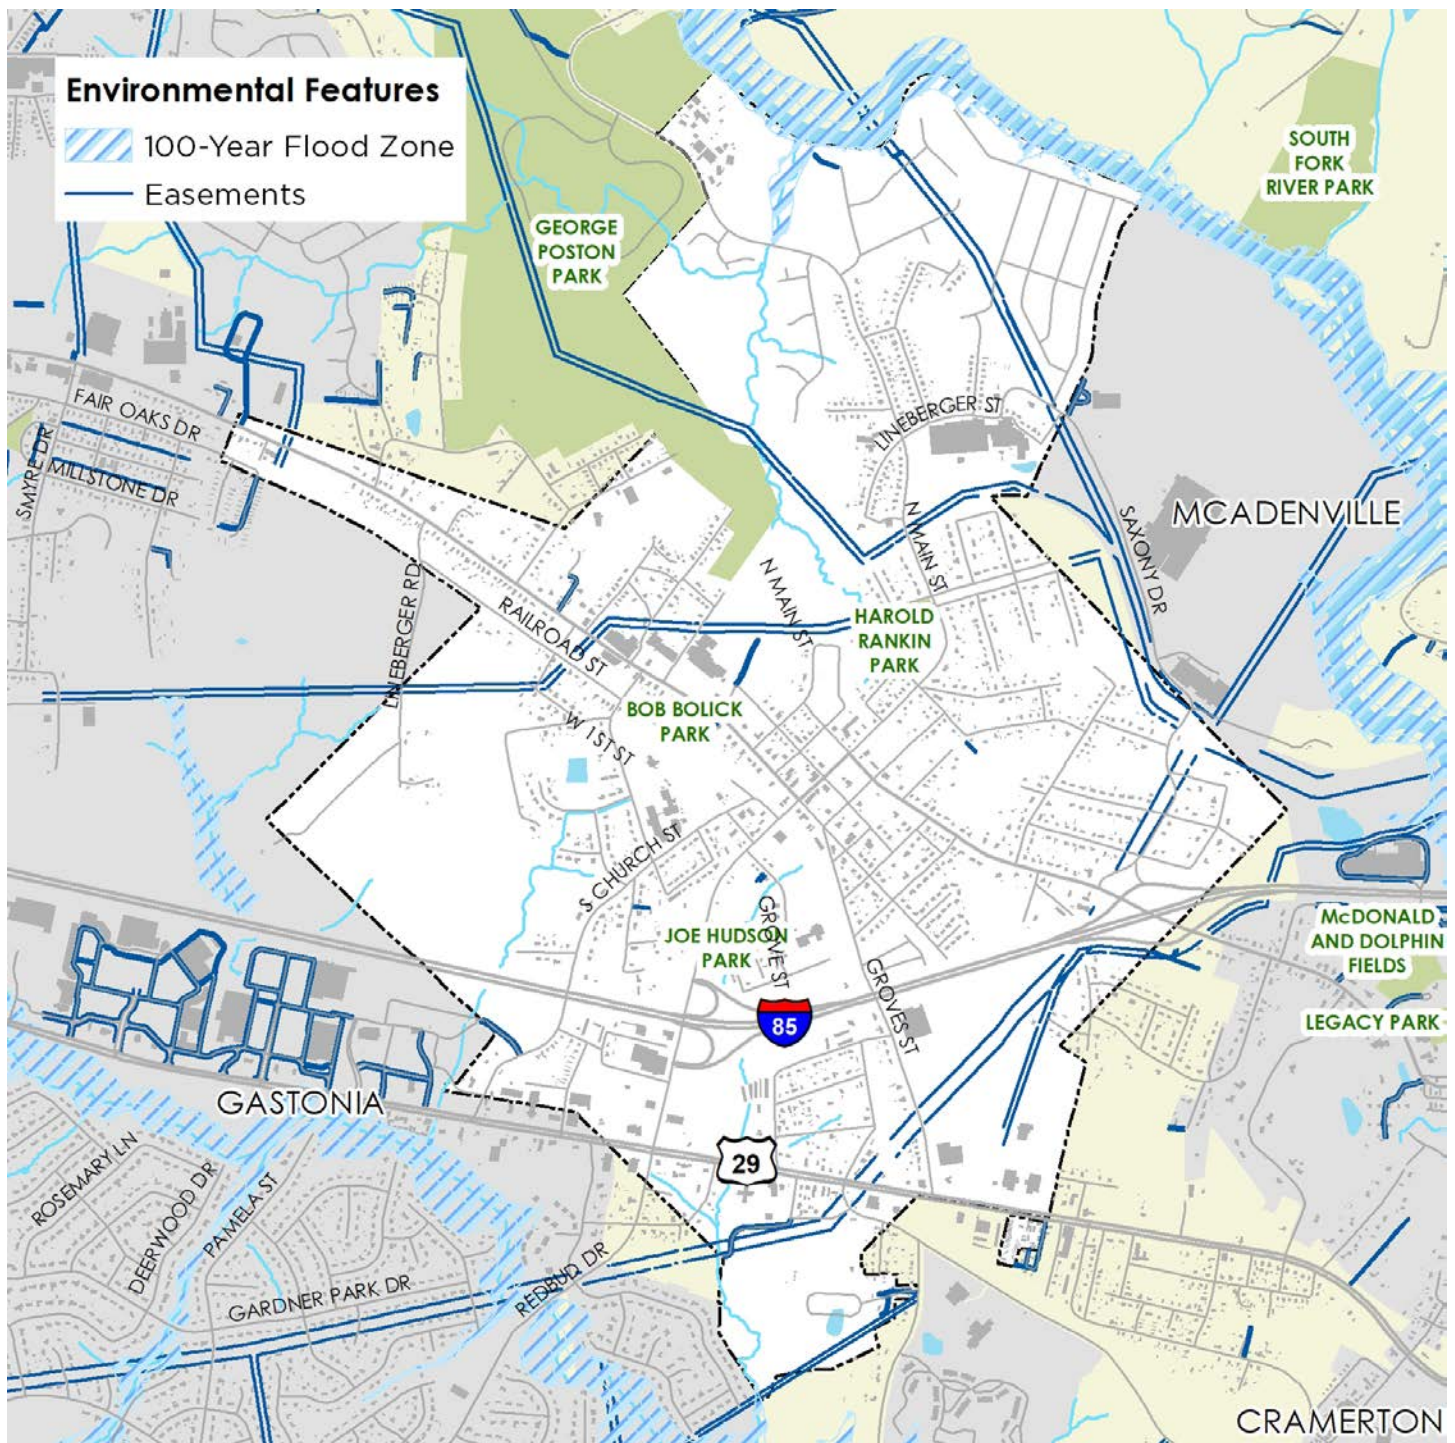 Environmental Features
100-Year Flood Zone
Easements
SOUTH
FORK
RIVER PARK
GEORGE
POSTON
PARK
FAIR OAKS DR
SMYRE DR
MILLSTONE DR
LINEBERGER ST
MCADENVILLE
N MAIN ST
SAXONY DR
N MAIN ST
LINEBERGER RD
RAILROAD ST
HAROLD
RANKIN
PARK
BOB BOLICK
PARK
W 1ST ST
S CHURCH ST
GROVE ST
JOE HUDSON
PARK
GROVES ST
McDONALD
AND DOLPHIN
FIELDS
LEGACY PARK
85
GASTONIA
29
ROSEMARY LN
DEERWOOD DR
PAMELA ST
GARDNER PARK DR
REDBUD DR
CRAMERTON